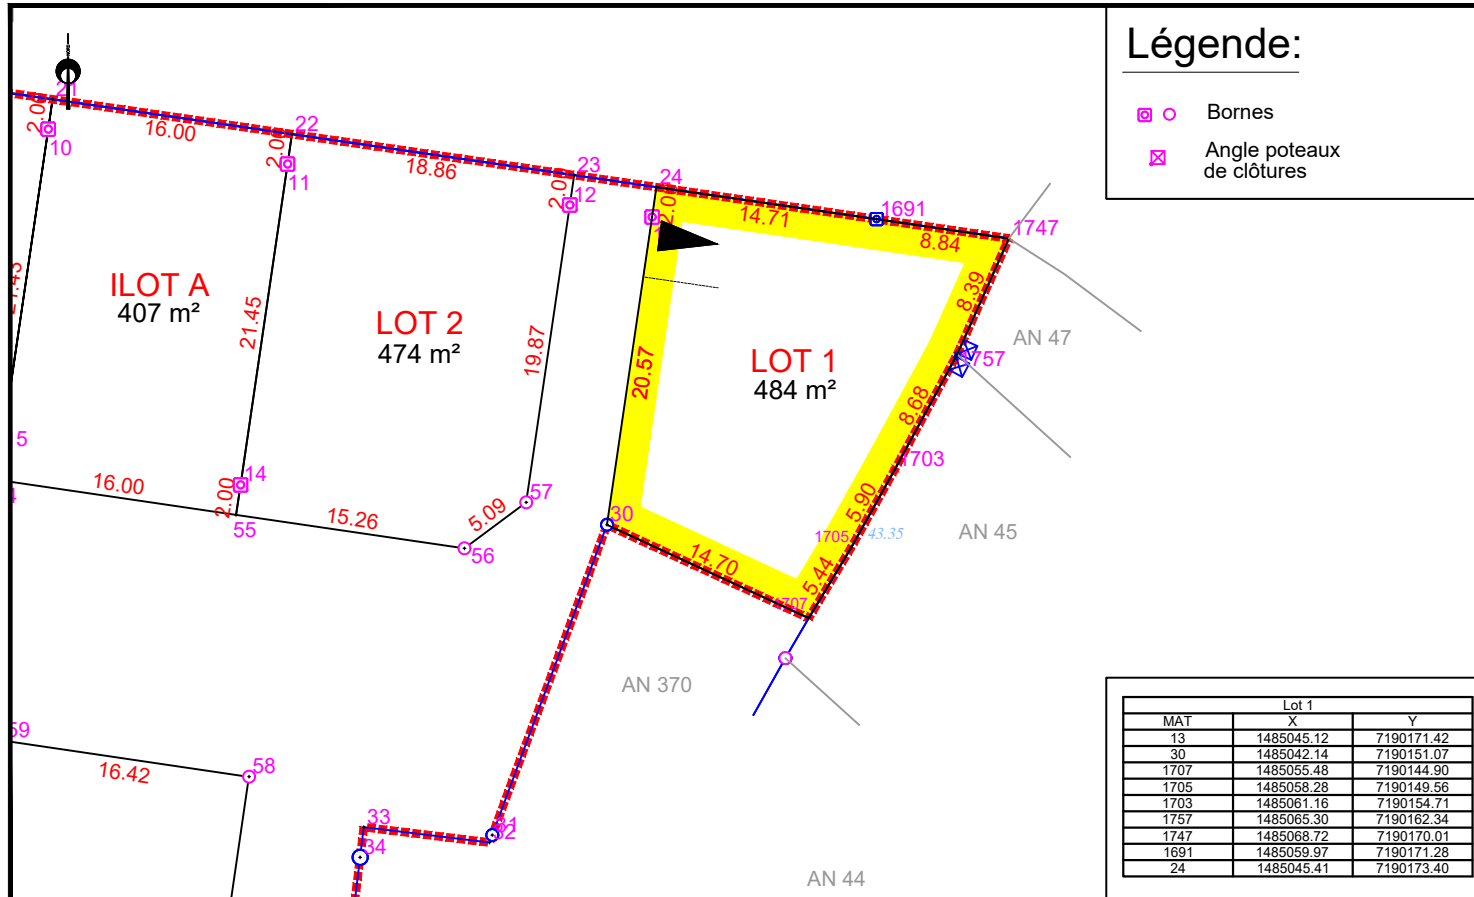 Légende:
Bornes
Angle poteaux
de clôtures
21
2.00
10
16.00
22
2.00
11
18.86
23
2.00
12
24
2.00
14.71
1691
8.84
1747
8.39
AN 47
1757
ILOT A
407 m²
21.45
LOT 2
474 m²
19.87
20.57
LOT 1
484 m²
8.68
1703
5
16.00
14
2.00
55
15.26
5.09
57
56
30
14.70
5.90
1705
43.35
AN 45
5.44
1707
AN 370
59
16.42
58
33
34
31
32
AN 44
Lot 1
MAT X Y
13 1485045.12 7190171.42
30 1485042.14 7190151.07
1707 1485055.48 7190144.90
1705 1485058.28 7190149.56
1703 1485061.16 7190154.71
1757 1485065.30 7190162.34
1747 1485068.72 7190170.01
1691 1485059.97 7190171.28
24 1485045.41 7190173.40